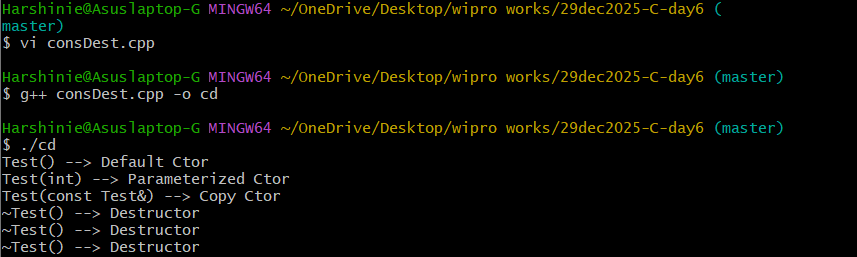 Harshinie@Asuslaptop-G MINGW64 ~/OneDrive/Desktop/wipro works/29dec2025-C-day6 (
master)
$ vi consDest.cpp
Harshinie@Asuslaptop-G MINGW64 ~/OneDrive/Desktop/wipro works/29dec2025-C-day6 (master)
$ g++ consDest.cpp -o cd
Harshinie@Asuslaptop-G MINGW64 ~/OneDrive/Desktop/wipro works/29dec2025-C-day6 (master)
$ ./cd
Test() --> Default Ctor
Test(int) --> Parameterized Ctor
Test(const Test&) --> Copy Ctor
~Test() --> Destructor
~Test() --> Destructor
~Test() --> Destructor